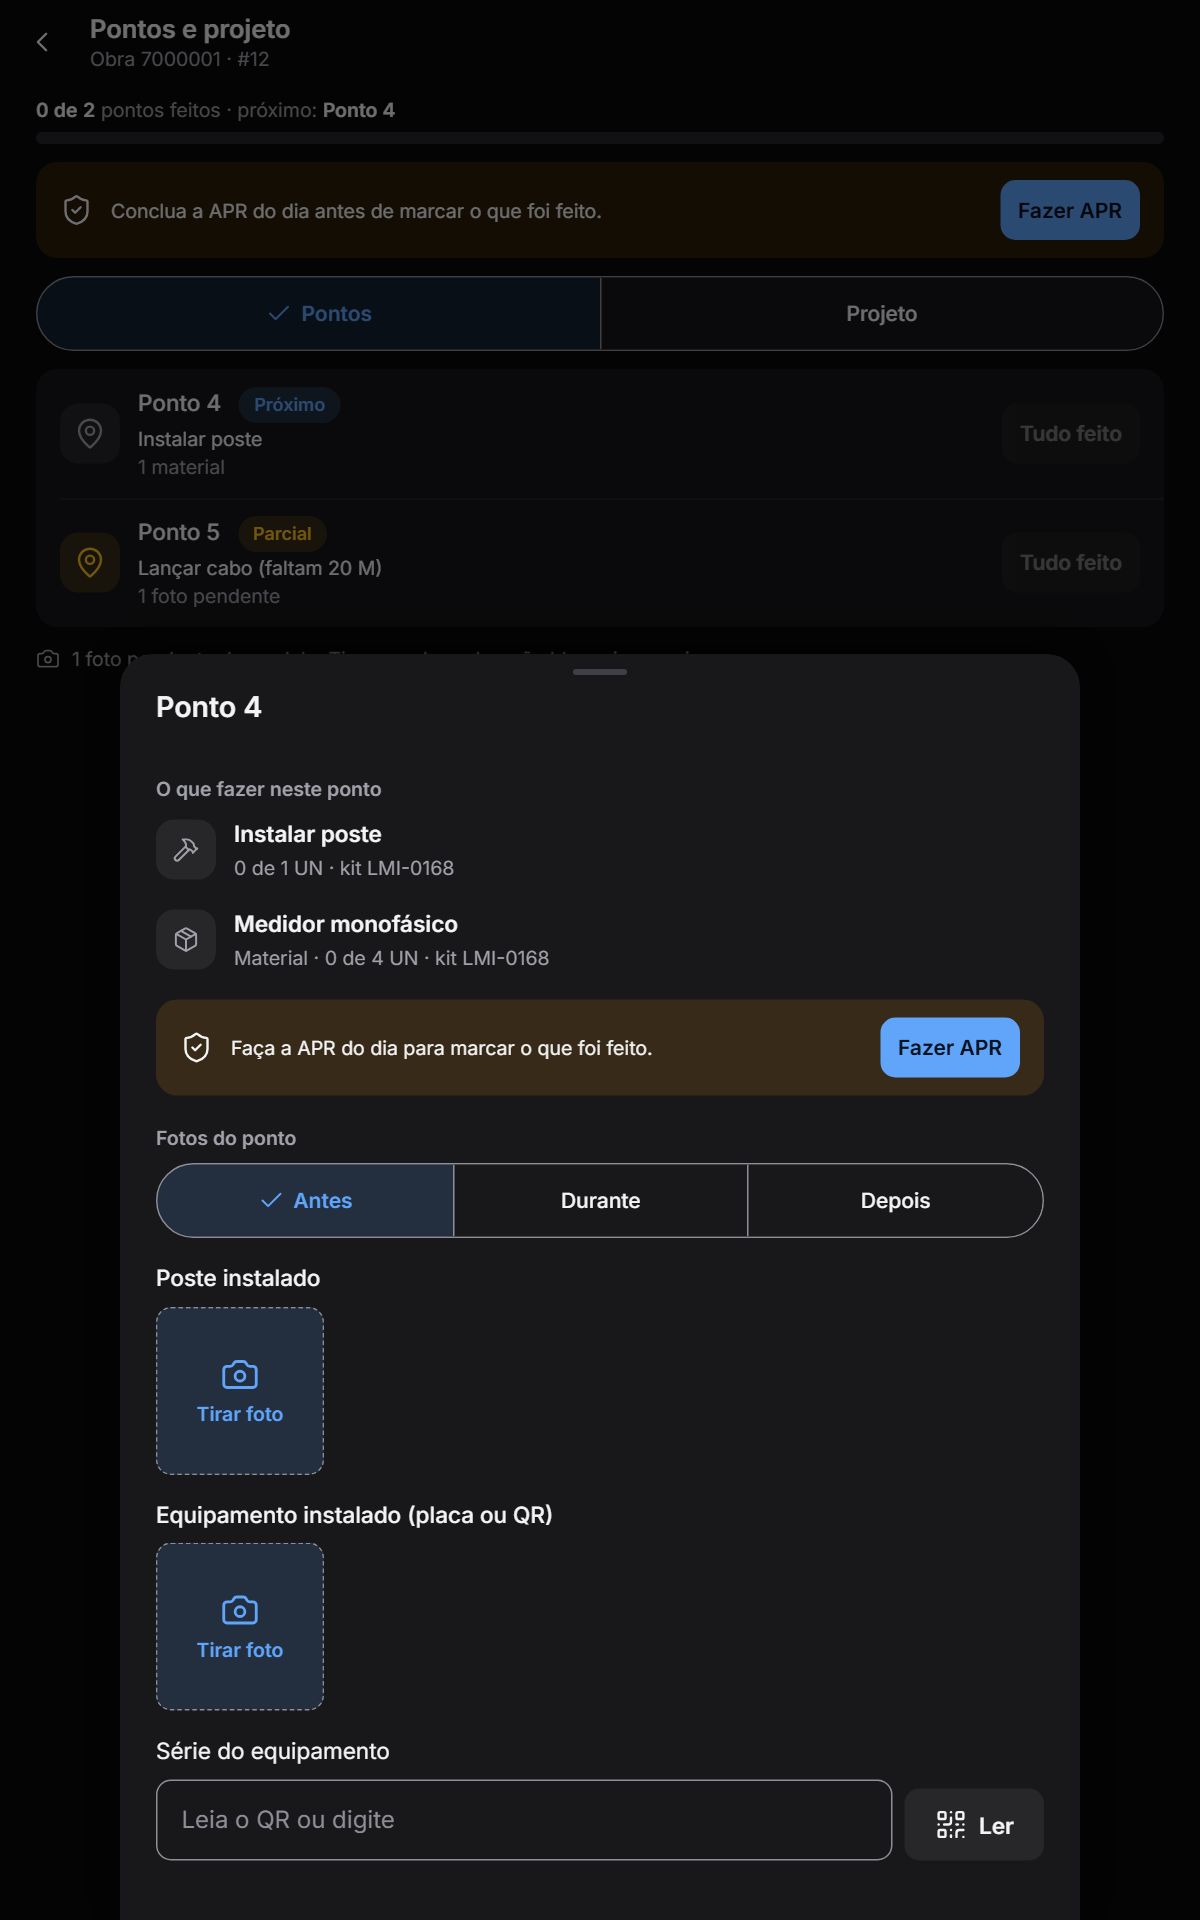 Pontos e projeto
Obra 7000001 · #12
0 de 2 pontos feitos · próximo: Ponto 4
Conclua a APR do dia antes de marcar o que foi feito.
Fazer APR
Pontos
Projeto
Ponto 4
Próximo
Instalar poste
1 material
Tudo feito
Ponto 5
Parcial
Lançar cabo (faltam 20 M)
1 foto pendente
Tudo feito
1 foto
Ponto 4
O que fazer neste ponto
Instalar poste
0 de 1 UN · kit LMI-0168
Medidor monofásico
Material · 0 de 4 UN · kit LMI-0168
Faça a APR do dia para marcar o que foi feito.
Fazer APR
Fotos do ponto
Antes
Durante
Depois
Poste instalado
Tirar foto
Equipamento instalado (placa ou QR)
Tirar foto
Série do equipamento
Leia o QR ou digite
Ler